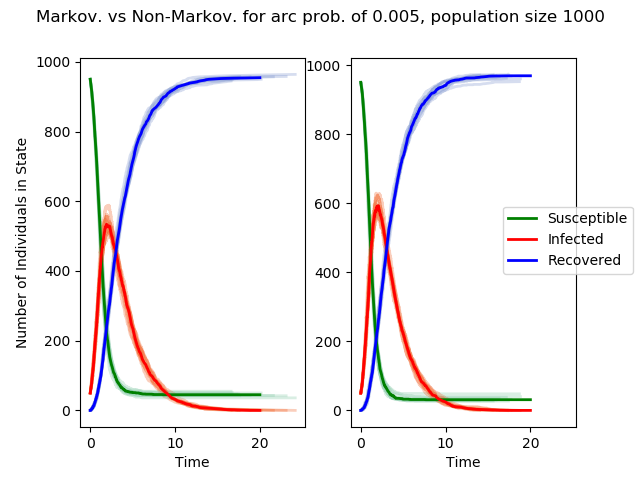 Markov. vs Non-Markov. for arc prob. of 0.005, population size 1000
Number of Individuals in State
1000
800
600
400
200
0
0
10
20
Time
1000
800
600
400
200
0
0
10
20
Time
Susceptible
Infected
Recovered